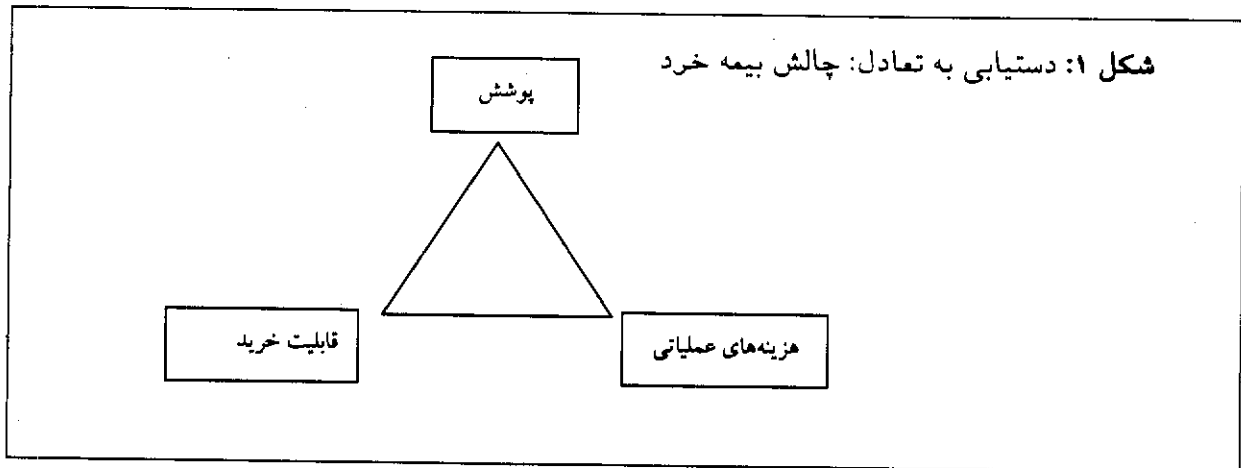 شکل ۱: دستیابی به تعادل: چالش بیمه خرد
پوشش
هزینه‌های عملیاتی
قابلیت خرید